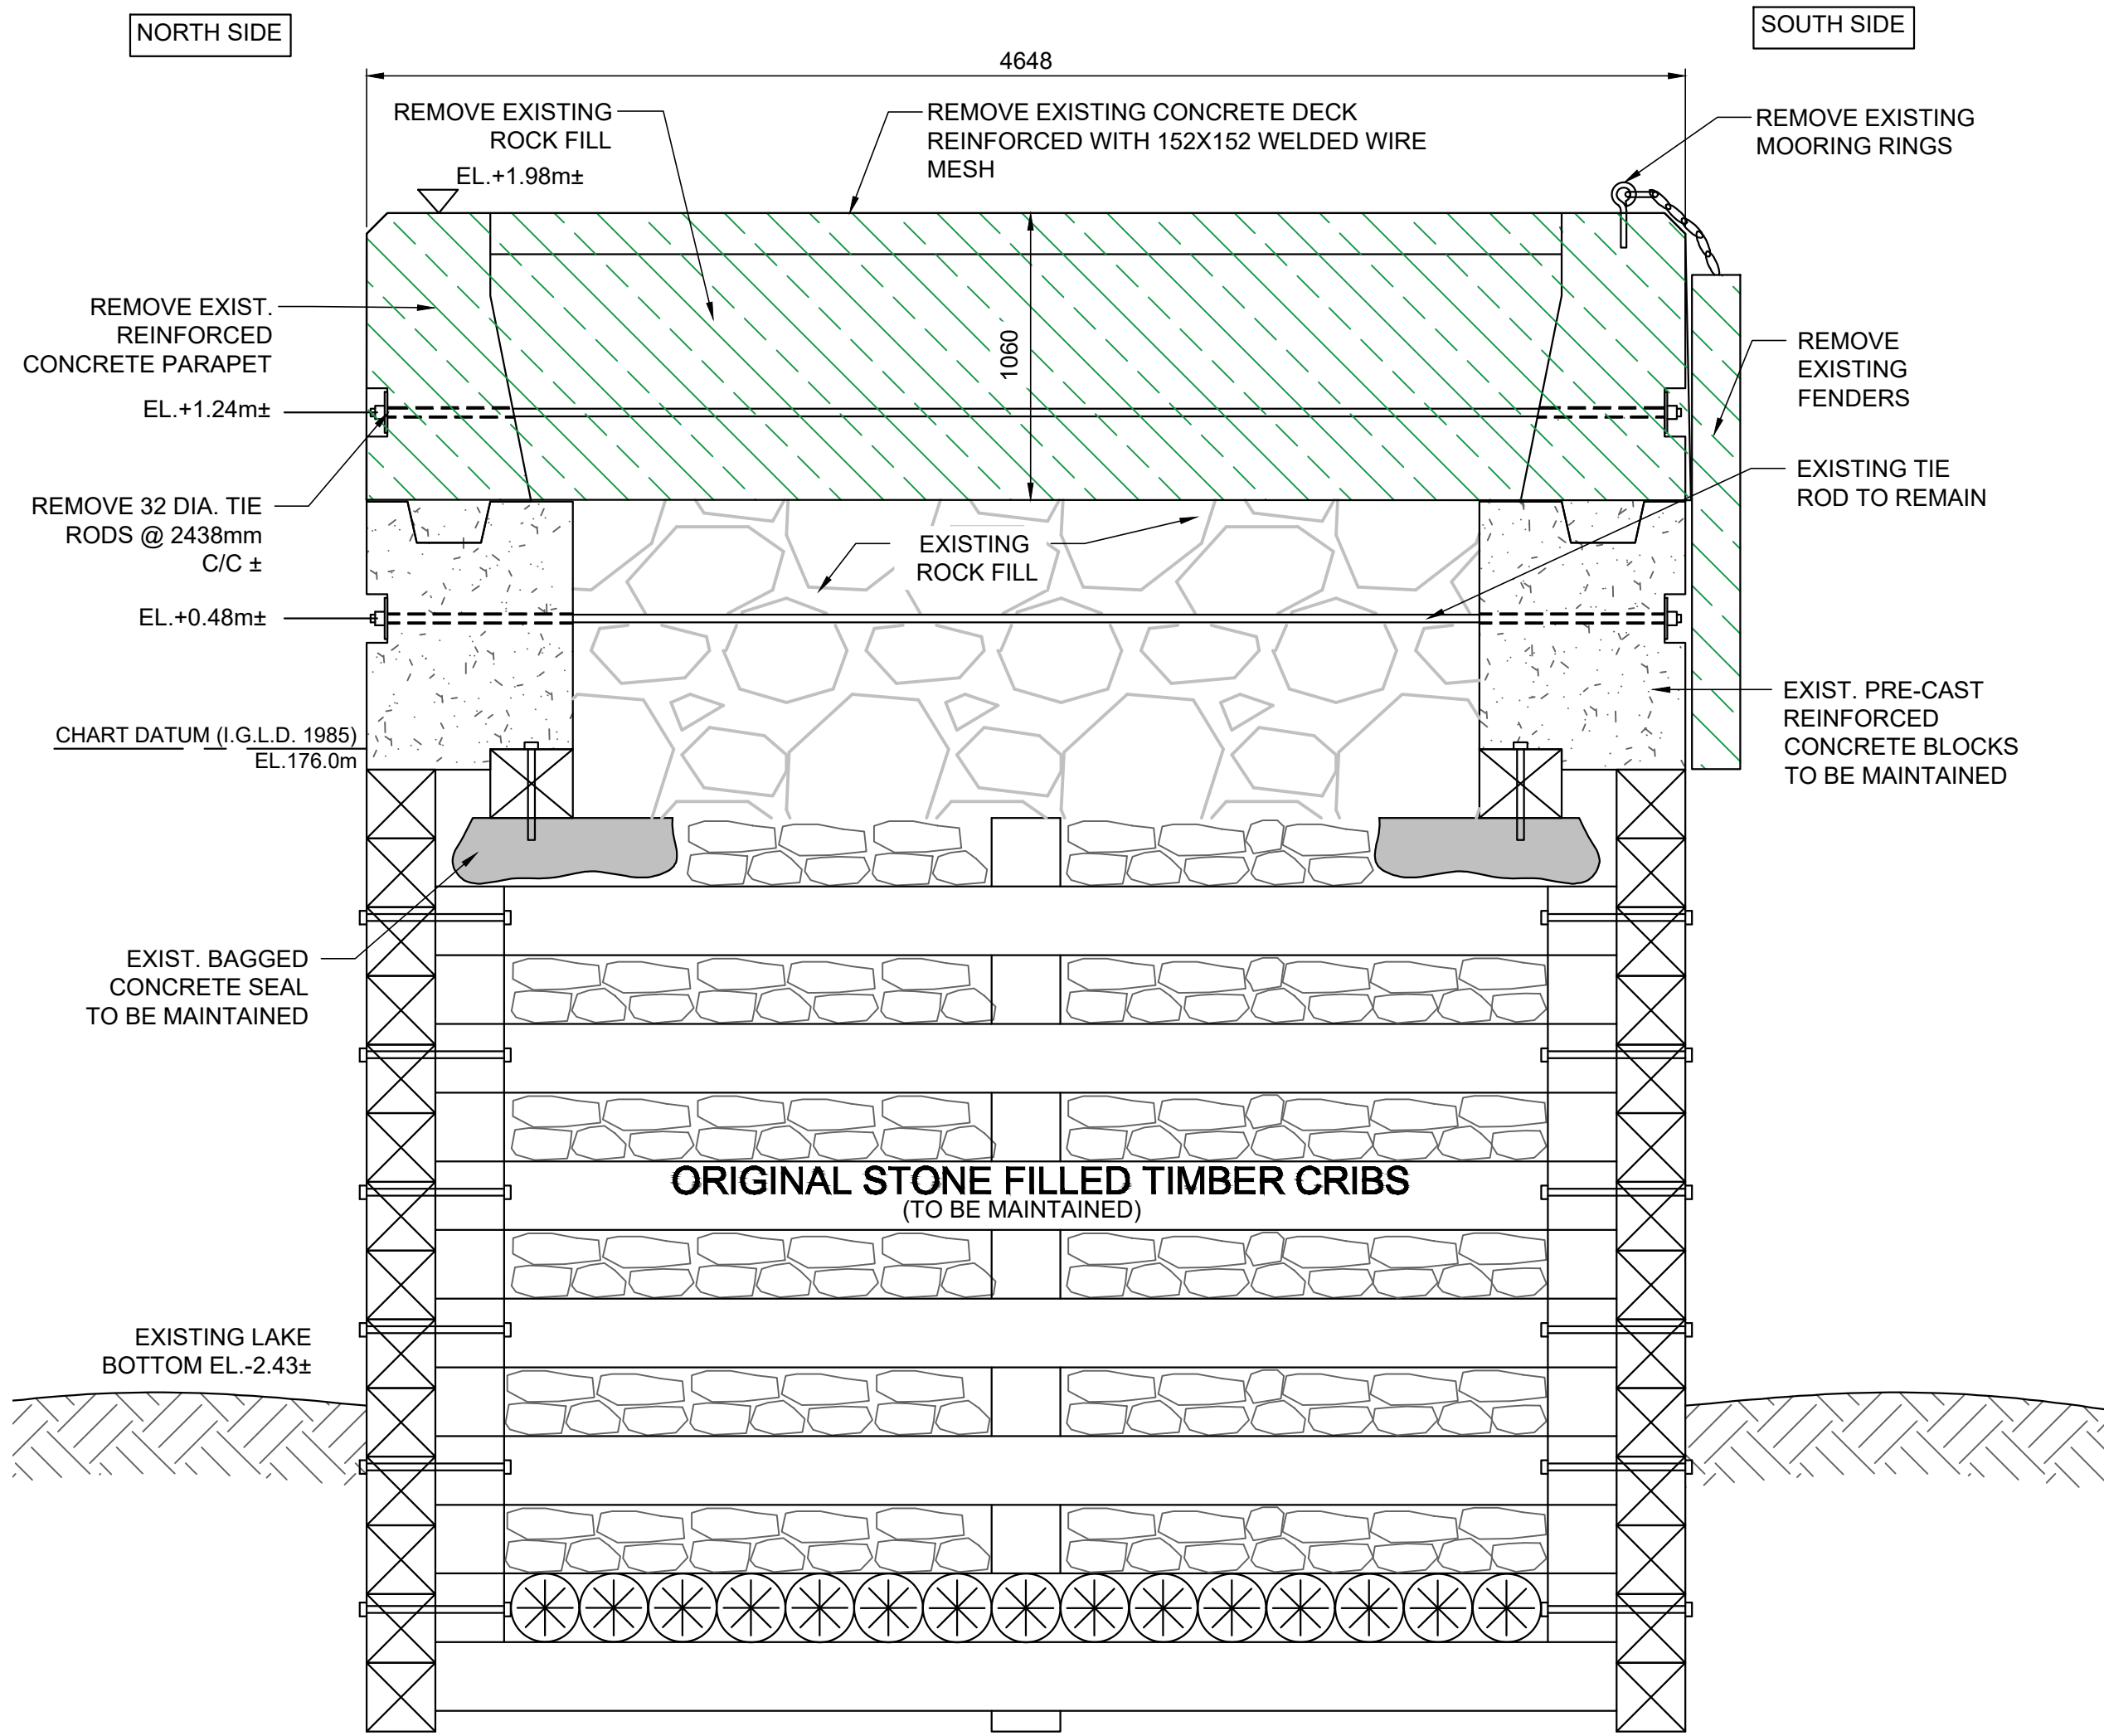 NORTH SIDE
SOUTH SIDE
4648
REMOVE EXISTING
ROCK FILL
EL.+1.98m±
REMOVE EXISTING CONCRETE DECK
REINFORCED WITH 152X152 WELDED WIRE
MESH
REMOVE EXISTING
MOORING RINGS
REMOVE EXIST.
REINFORCED
CONCRETE PARAPET
1060
REMOVE
EXISTING
FENDERS
EL.+1.24m±
EXISTING TIE
ROD TO REMAIN
REMOVE 32 DIA. TIE
RODS @ 2438mm
C/C ±
EXISTING
ROCK FILL
EL.+0.48m±
EXIST. PRE-CAST
REINFORCED
CONCRETE BLOCKS
TO BE MAINTAINED
CHART DATUM (I.G.L.D. 1985)
EL.176.0m
EXIST. BAGGED
CONCRETE SEAL
TO BE MAINTAINED
ORIGINAL STONE FILLED TIMBER CRIBS
(TO BE MAINTAINED)
EXISTING LAKE
BOTTOM EL.-2.43±